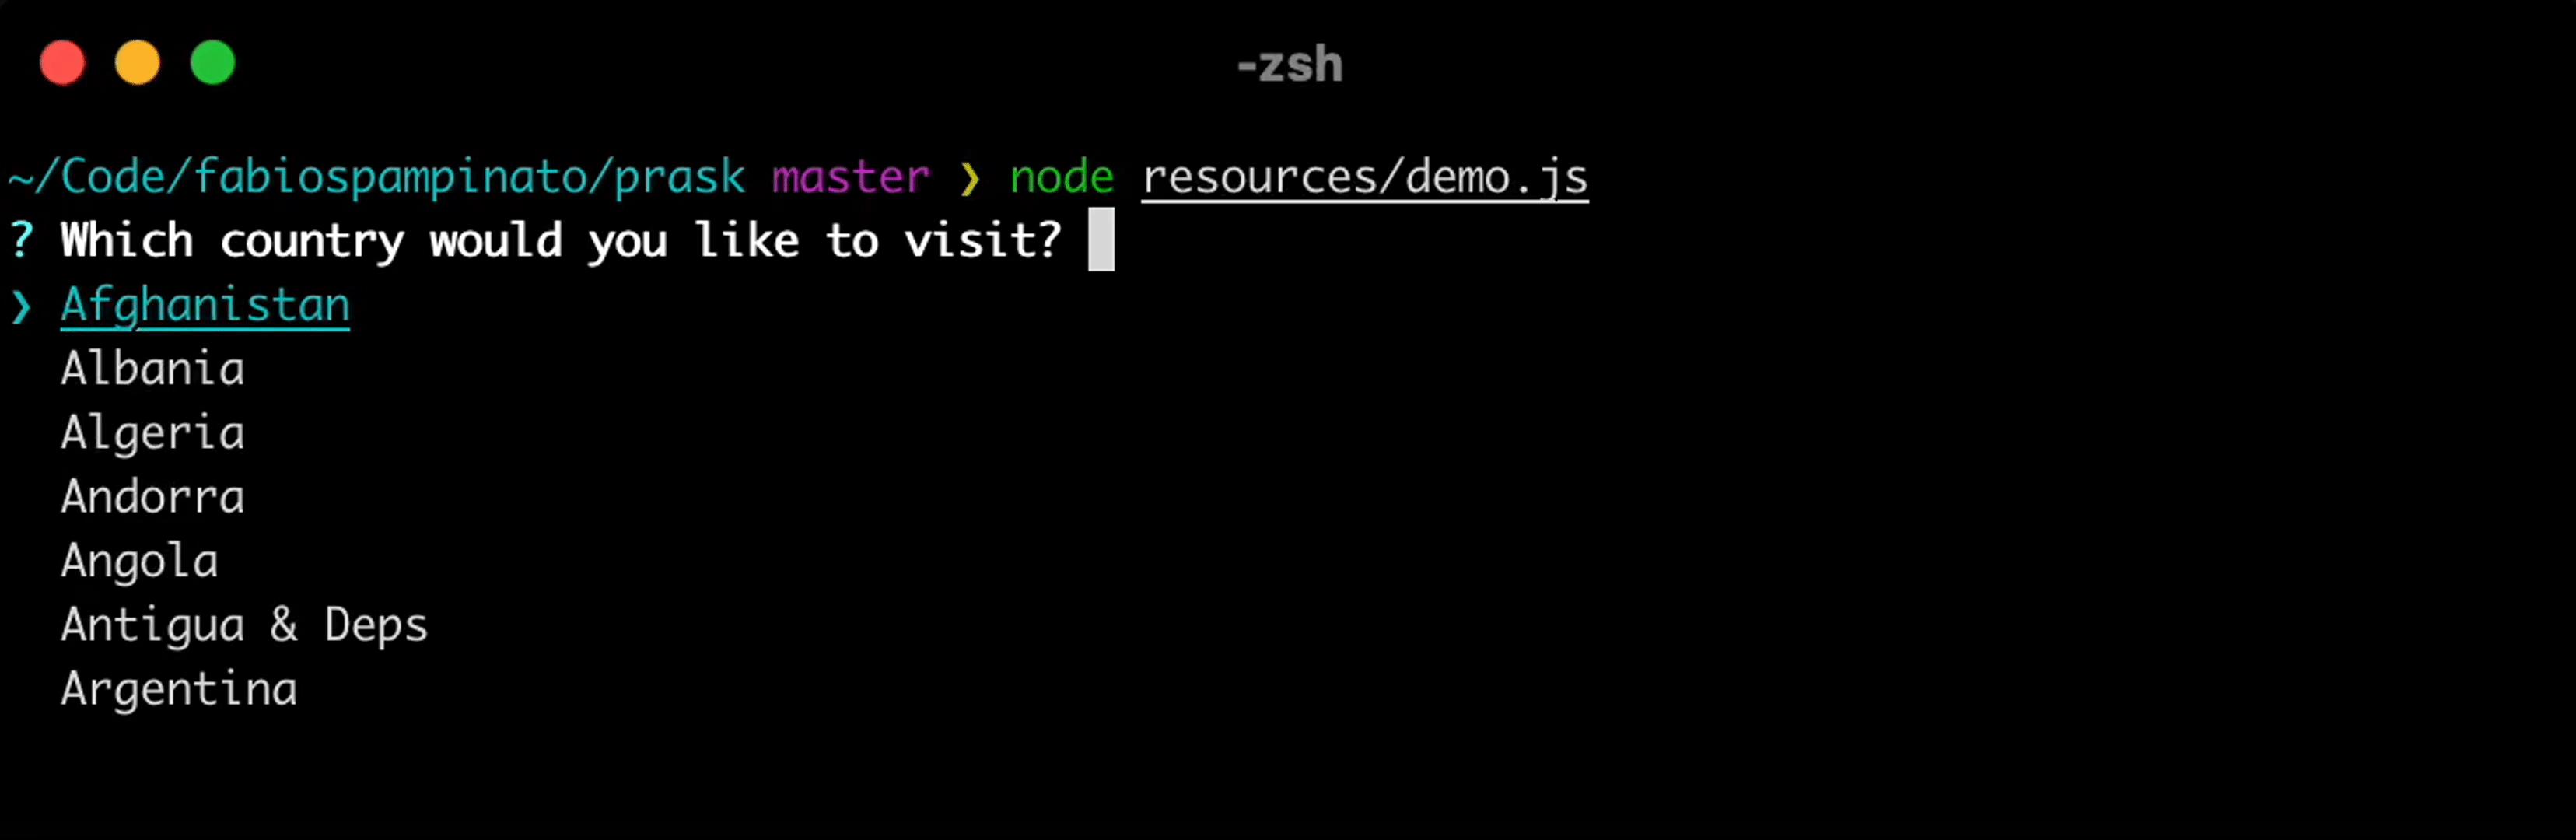 -zsh
~/Code/fabiospampinato/prask master ❯ node resources/demo.js
? Which country would you like to visit?
❯ Afghanistan
Albania
Algeria
Andorra
Angola
Antigua & Deps
Argentina